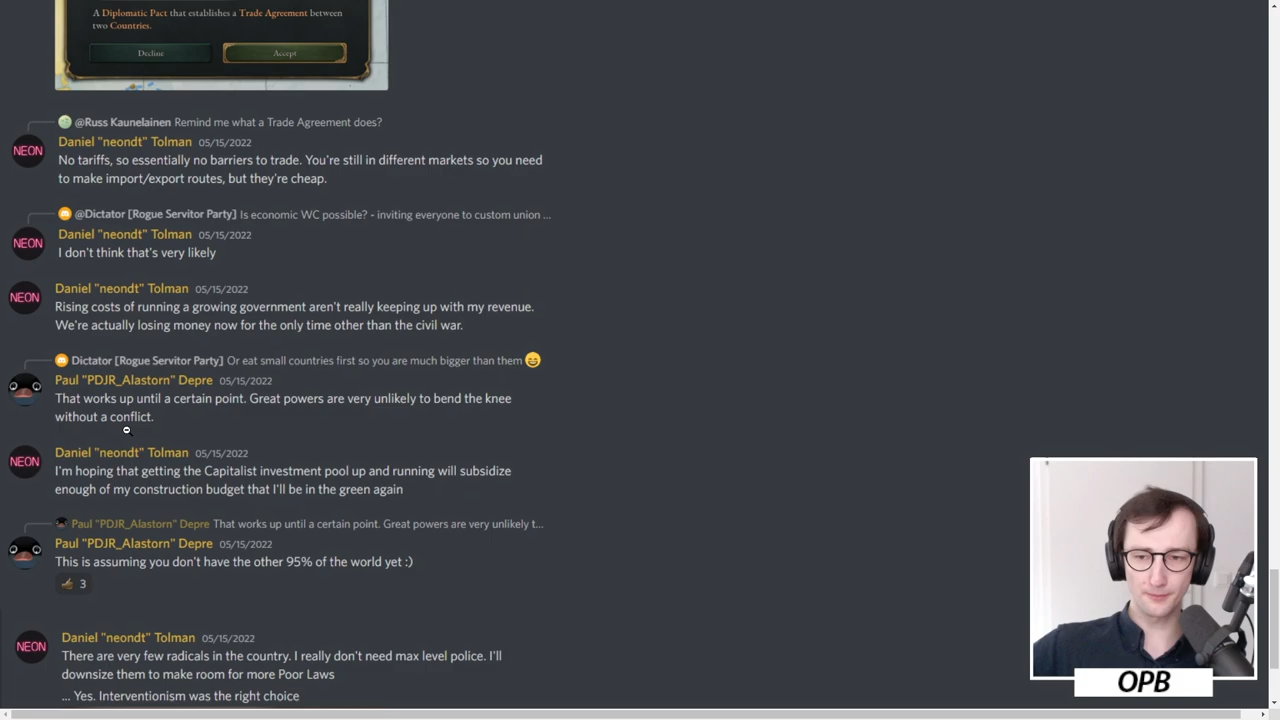 A Diplomatic Pact that establishes a Trade Agreement between
two Countries.
Decline
Accept
@Russ Kaunelainen Remind me what a Trade Agreement does?
NEON
Daniel "neondt" Tolman 05/15/2022
No tariffs, so essentially no barriers to trade. You're still in different markets so you need
to make import/export routes, but they're cheap.
@Dictator [Rogue Servitor Party] Is economic WC possible? - inviting everyone to custom union ...
NEON
Daniel "neondt" Tolman 05/15/2022
I don't think that's very likely
NEON
Daniel "neondt" Tolman 05/15/2022
Rising costs of running a growing government aren't really keeping up with my revenue.
We're actually losing money now for the only time other than the civil war.
Dictator [Rogue Servitor Party] Or eat small countries first so you are much bigger than them 😄
Paul "PDJR_Alastorn" Depre 05/15/2022
That works up until a certain point. Great powers are very unlikely to bend the knee
without a conflict.
NEON
Daniel "neondt" Tolman 05/15/2022
I'm hoping that getting the Capitalist investment pool up and running will subsidize
enough of my construction budget that I'll be in the green again
Paul "PDJR_Alastorn" Depre That works up until a certain point. Great powers are very unlikely t...
Paul "PDJR_Alastorn" Depre 05/15/2022
This is assuming you don't have the other 95% of the world yet :)
👍 3
NEON
Daniel "neondt" Tolman 05/15/2022
There are very few radicals in the country. I really don't need max level police. I'll
downsize them to make room for more Poor Laws
... Yes. Interventionism was the right choice
OPB